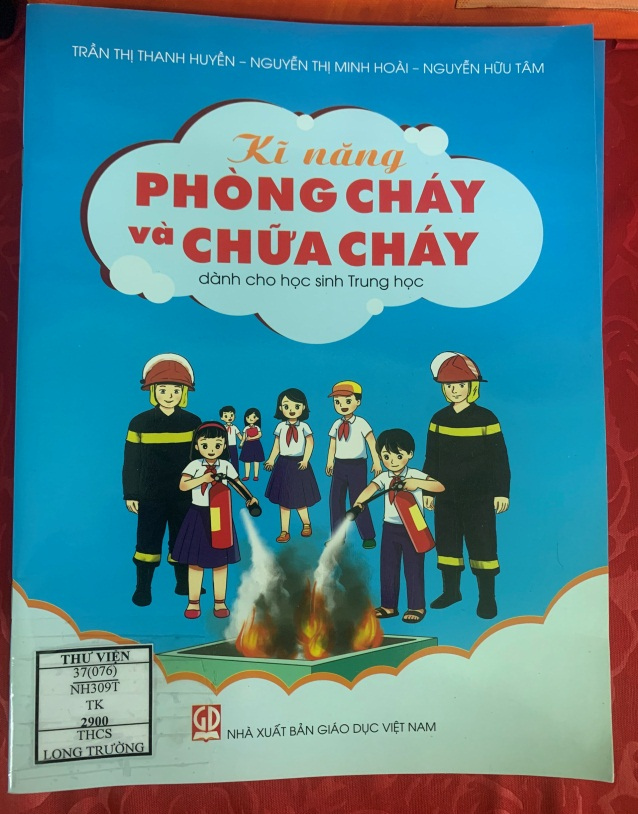 TRẦN THỊ THANH HUYÊN – NGUYỄN THỊ MINH HOÀI – NGUYỄN HỮU TÂM
Kĩ năng
PHÒNG CHÁY
và CHỮA CHÁY
dành cho học sinh Trung học
THƯ VIỆN
37(076)
NH309T
TK
2900
THCS
LONG TRƯỜNG
GD
NHÀ XUẤT BẢN GIÁO DỤC VIỆT NAM